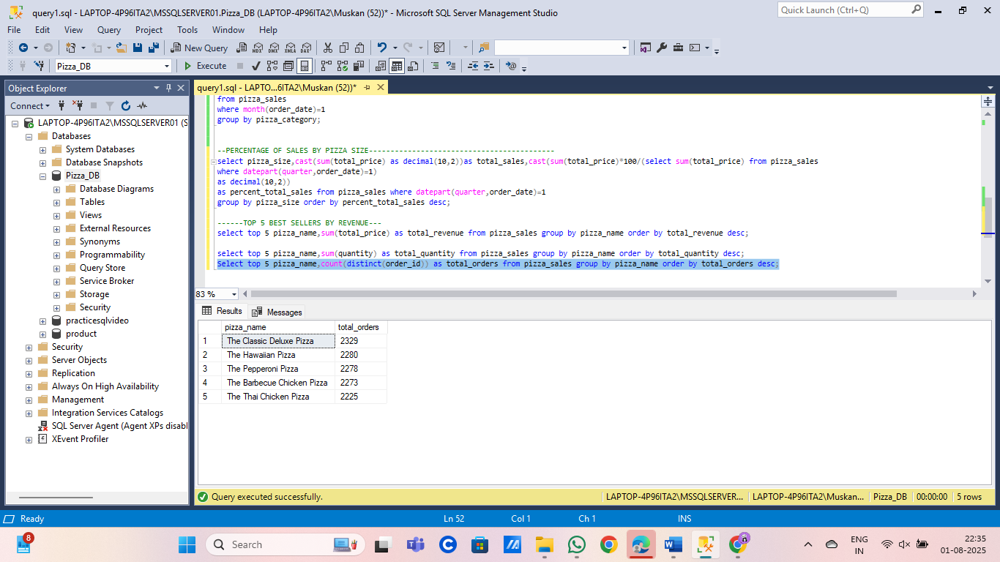 query1.sql - LAPTOP-4P96ITA2\MSSQLSERVER01.Pizza_DB (LAPTOP-4P96ITA2\Muskan (52))* - Microsoft SQL Server Management Studio
Quick Launch (Ctrl+Q)
File Edit View Query Project Tools Window Help
New Query
MDX DMX XMLA DAX
Pizza_DB
Execute
Object Explorer
Connect
LAPTOP-4P96ITA2\MSSQLSERVER01 (S
Databases
System Databases
Database Snapshots
Pizza_DB
Database Diagrams
Tables
Views
External Resources
Synonyms
Programmability
Query Store
Service Broker
Storage
Security
practicesqlvideo
product
Security
Server Objects
Replication
Always On High Availability
Management
Integration Services Catalogs
SQL Server Agent (Agent XPs disabl
XEvent Profiler
query1.sql - LAPTO...6ITA2\Muskan (52))*
from pizza_sales
where month(order_date)=1
group by pizza_category;
--PERCENTAGE OF SALES BY PIZZA SIZE-------------------------------------------
select pizza_size,cast(sum(total_price) as decimal(10,2))as total_sales,cast(sum(total_price)*100/(select sum(total_price) from pizza_sales
where datepart(quarter,order_date)=1)
as decimal(10,2))
as percent_total_sales from pizza_sales where datepart(quarter,order_date)=1
group by pizza_size order by percent_total_sales desc;
------TOP 5 BEST SELLERS BY REVENUE---
select top 5 pizza_name,sum(total_price) as total_revenue from pizza_sales group by pizza_name order by total_revenue desc;
select top 5 pizza_name,sum(quantity) as total_quantity from pizza_sales group by pizza_name order by total_quantity desc;
Select top 5 pizza_name,count(distinct(order_id)) as total_orders from pizza_sales group by pizza_name order by total_orders desc;
83 %
Results Messages
pizza_name total_orders
1 The Classic Deluxe Pizza 2329
2 The Hawaiian Pizza 2280
3 The Pepperoni Pizza 2278
4 The Barbecue Chicken Pizza 2273
5 The Thai Chicken Pizza 2225
Query executed successfully.
LAPTOP-4P96ITA2\MSSQLSERVER... LAPTOP-4P96ITA2\Muskan... Pizza_DB 00:00:00 5 rows
Ready Ln 52 Col 1 Ch 1 INS
8
Search
ENG
IN
22:35
01-08-2025